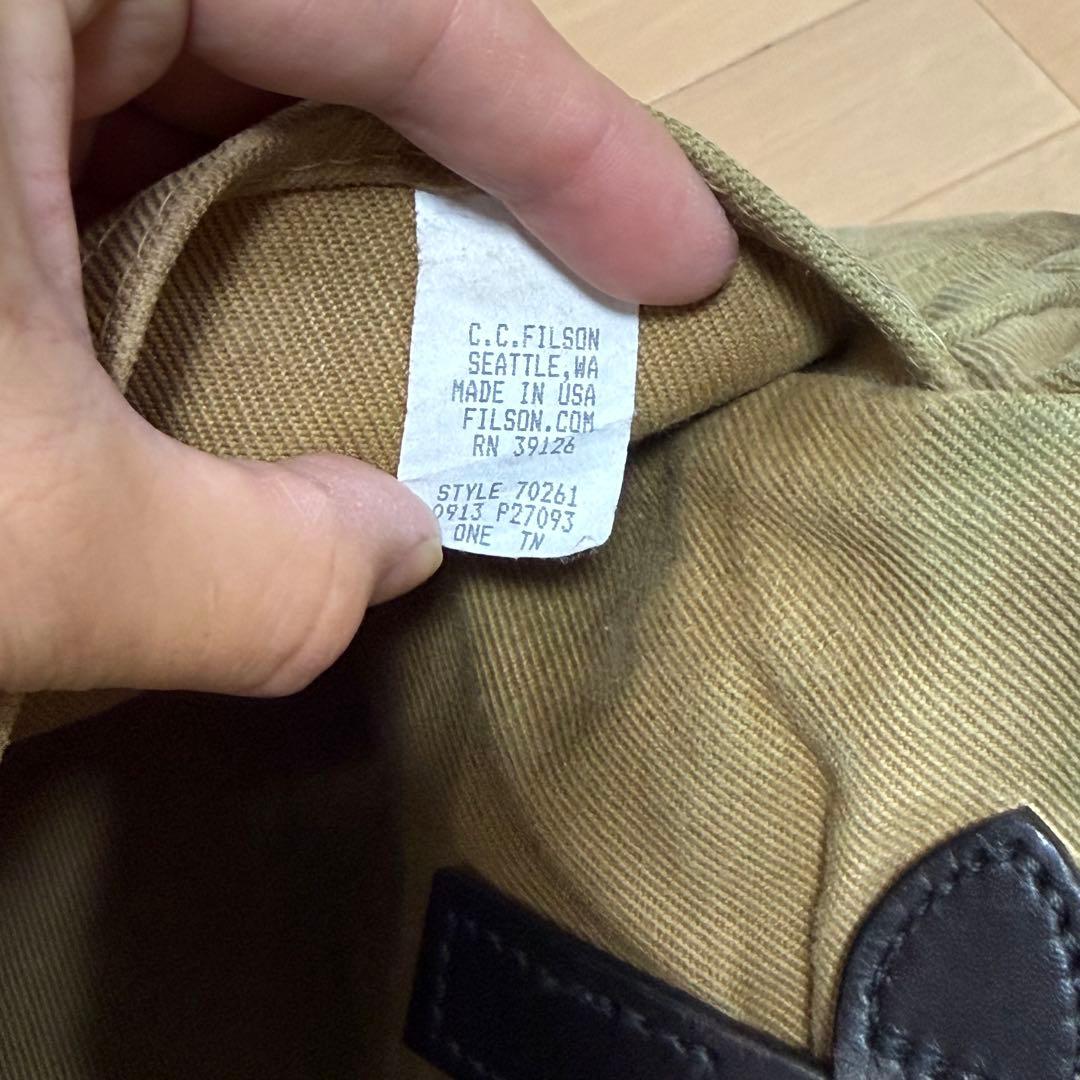 C.C.FILSON
SEATTLE,WA
MADE IN USA
FILSON.COM
RN 39126
STYLE 70261
0913 P27093
ONE TN